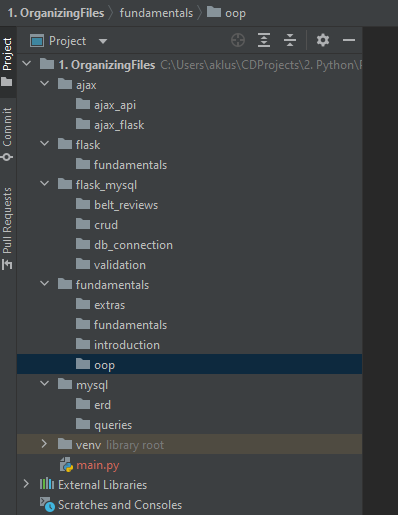 1. OrganizingFiles fundamentals oop
Project
Project
Commit
Pull Requests
1. OrganizingFiles C:\Users\aklus\CDProjects\2. Python\
ajax
ajax_api
ajax_flask
flask
fundamentals
flask_mysql
belt_reviews
crud
db_connection
validation
fundamentals
extras
fundamentals
introduction
oop
mysql
erd
queries
venv library root
main.py
External Libraries
Scratches and Consoles